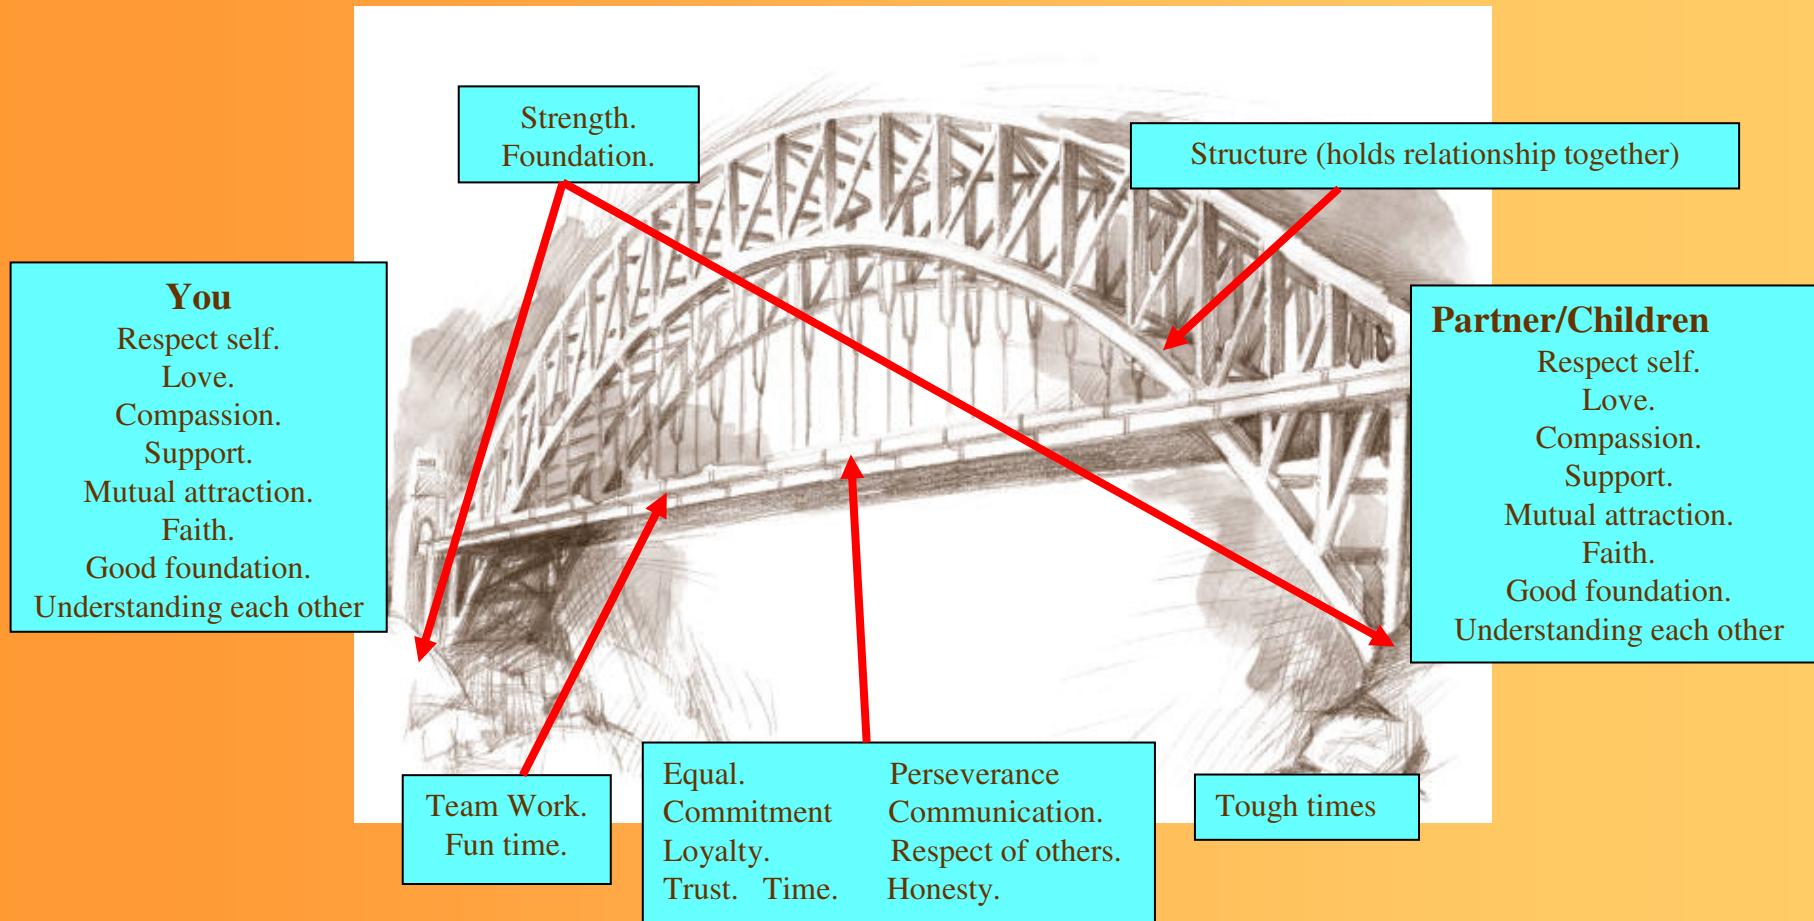 Strength.
Foundation.
Structure (holds relationship together)
You
Respect self.
Love.
Compassion.
Support.
Mutual attraction.
Faith.
Good foundation.
Understanding each other
Partner/Children
Respect self.
Love.
Compassion.
Support.
Mutual attraction.
Faith.
Good foundation.
Understanding each other
Team Work.
Fun time.
Equal. Perseverance
Commitment Communication.
Loyalty. Respect of others.
Trust. Time. Honesty.
Tough times